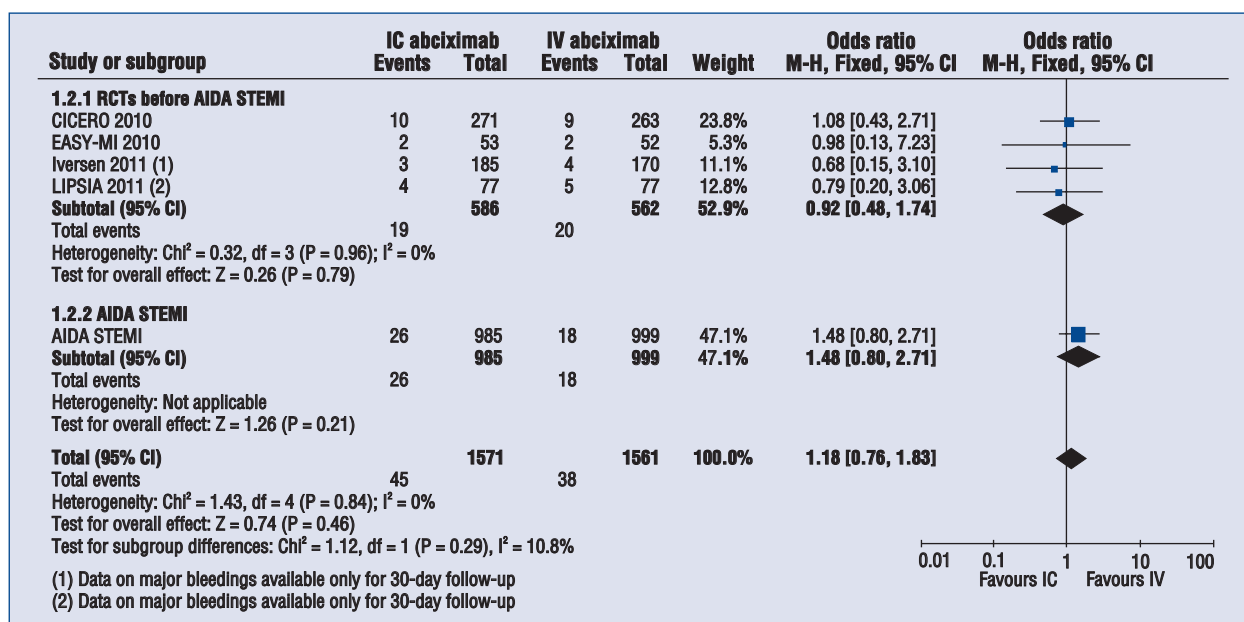 IC abciximab IV abciximab Odds ratio Odds ratio
Study or subgroup Events Total Events Total Weight M-H, Fixed, 95% CI M-H, Fixed, 95% CI
1.2.1 RCTs before AIDA STEMI
CICERO 2010 10 271 9 263 23.8% 1.08 [0.43, 2.71]
EASY-MI 2010 2 53 2 52 5.3% 0.98 [0.13, 7.23]
Iversen 2011 (1) 3 185 4 170 11.1% 0.68 [0.15, 3.10]
LIPSIA 2011 (2) 4 77 5 77 12.8% 0.79 [0.20, 3.06]
Subtotal (95% CI) 586 562 52.9% 0.92 [0.48, 1.74]
Total events 19 20
Heterogeneity: Chi² = 0.32, df = 3 (P = 0.96); I² = 0%
Test for overall effect: Z = 0.26 (P = 0.79)
1.2.2 AIDA STEMI
AIDA STEMI 26 985 18 999 47.1% 1.48 [0.80, 2.71]
Subtotal (95% CI) 985 999 47.1% 1.48 [0.80, 2.71]
Total events 26 18
Heterogeneity: Not applicable
Test for overall effect: Z = 1.26 (P = 0.21)
Total (95% CI) 1571 1561 100.0% 1.18 [0.76, 1.83]
Total events 45 38
Heterogeneity: Chi² = 1.43, df = 4 (P = 0.84); I² = 0%
Test for overall effect: Z = 0.74 (P = 0.46)
Test for subgroup differences: Chi² = 1.12, df = 1 (P = 0.29), I² = 10.8%
0.01 0.1 1 10 100
Favours IC Favours IV
(1) Data on major bleedings available only for 30-day follow-up
(2) Data on major bleedings available only for 30-day follow-up